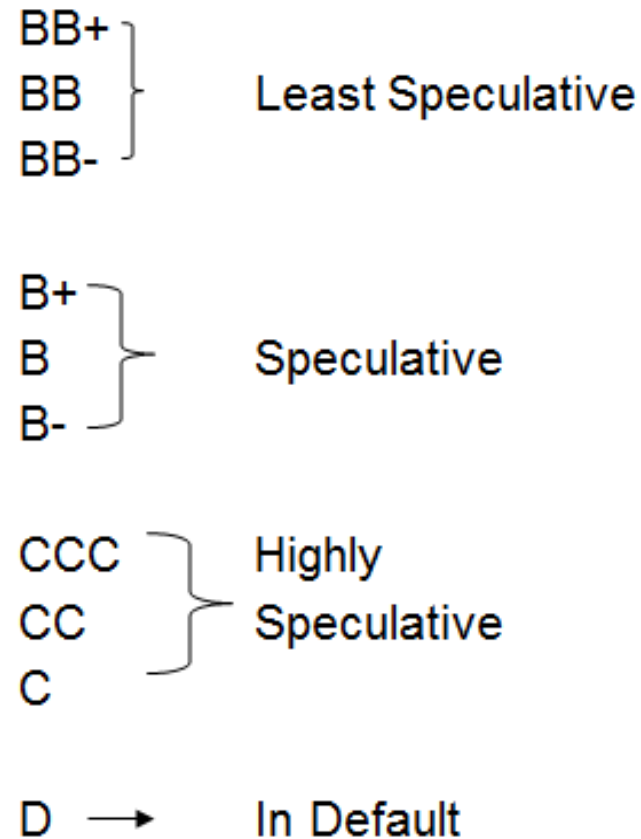 BB+
BB Least Speculative
BB-
B+
B Speculative
B-
CCC Highly
CC Speculative
C
D In Default